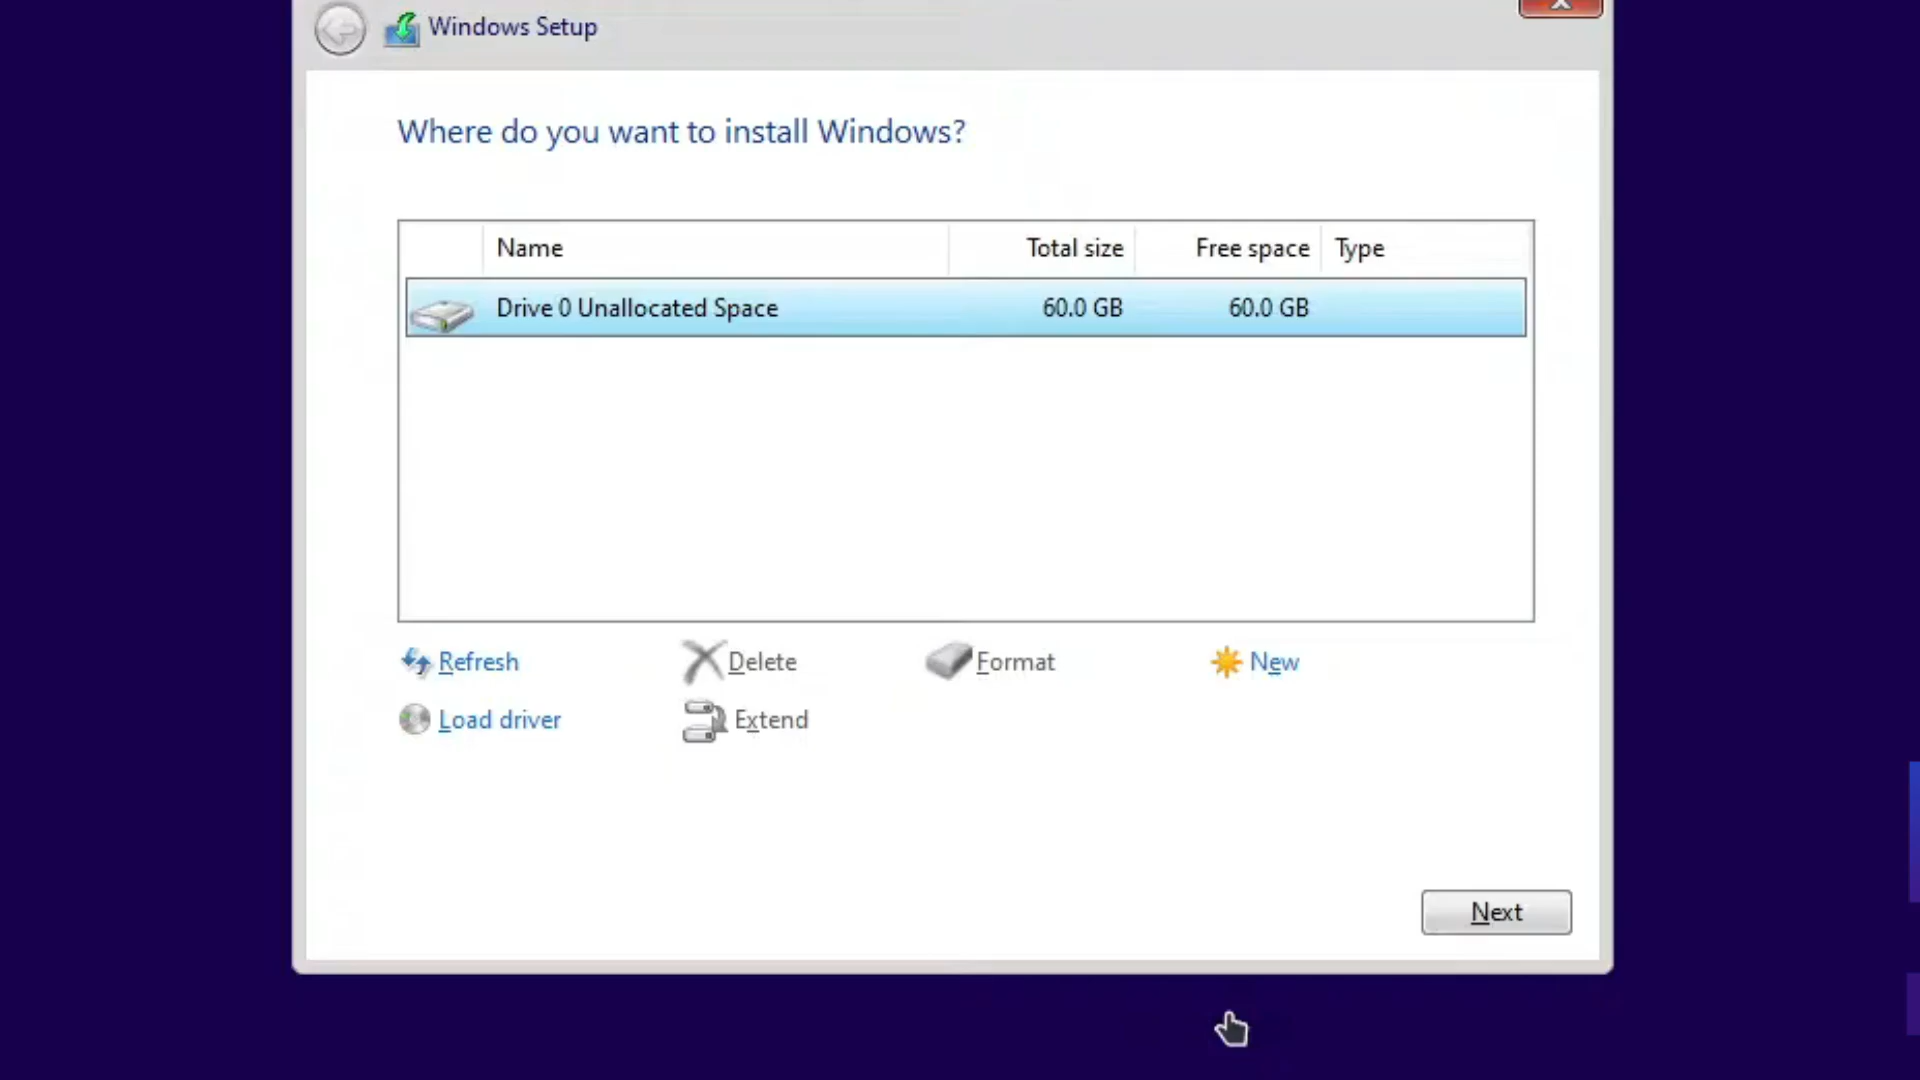 Windows Setup
Where do you want to install Windows?
Name Total size Free space Type
Drive 0 Unallocated Space 60.0 GB 60.0 GB
Refresh Delete Format New
Load driver Extend
Next